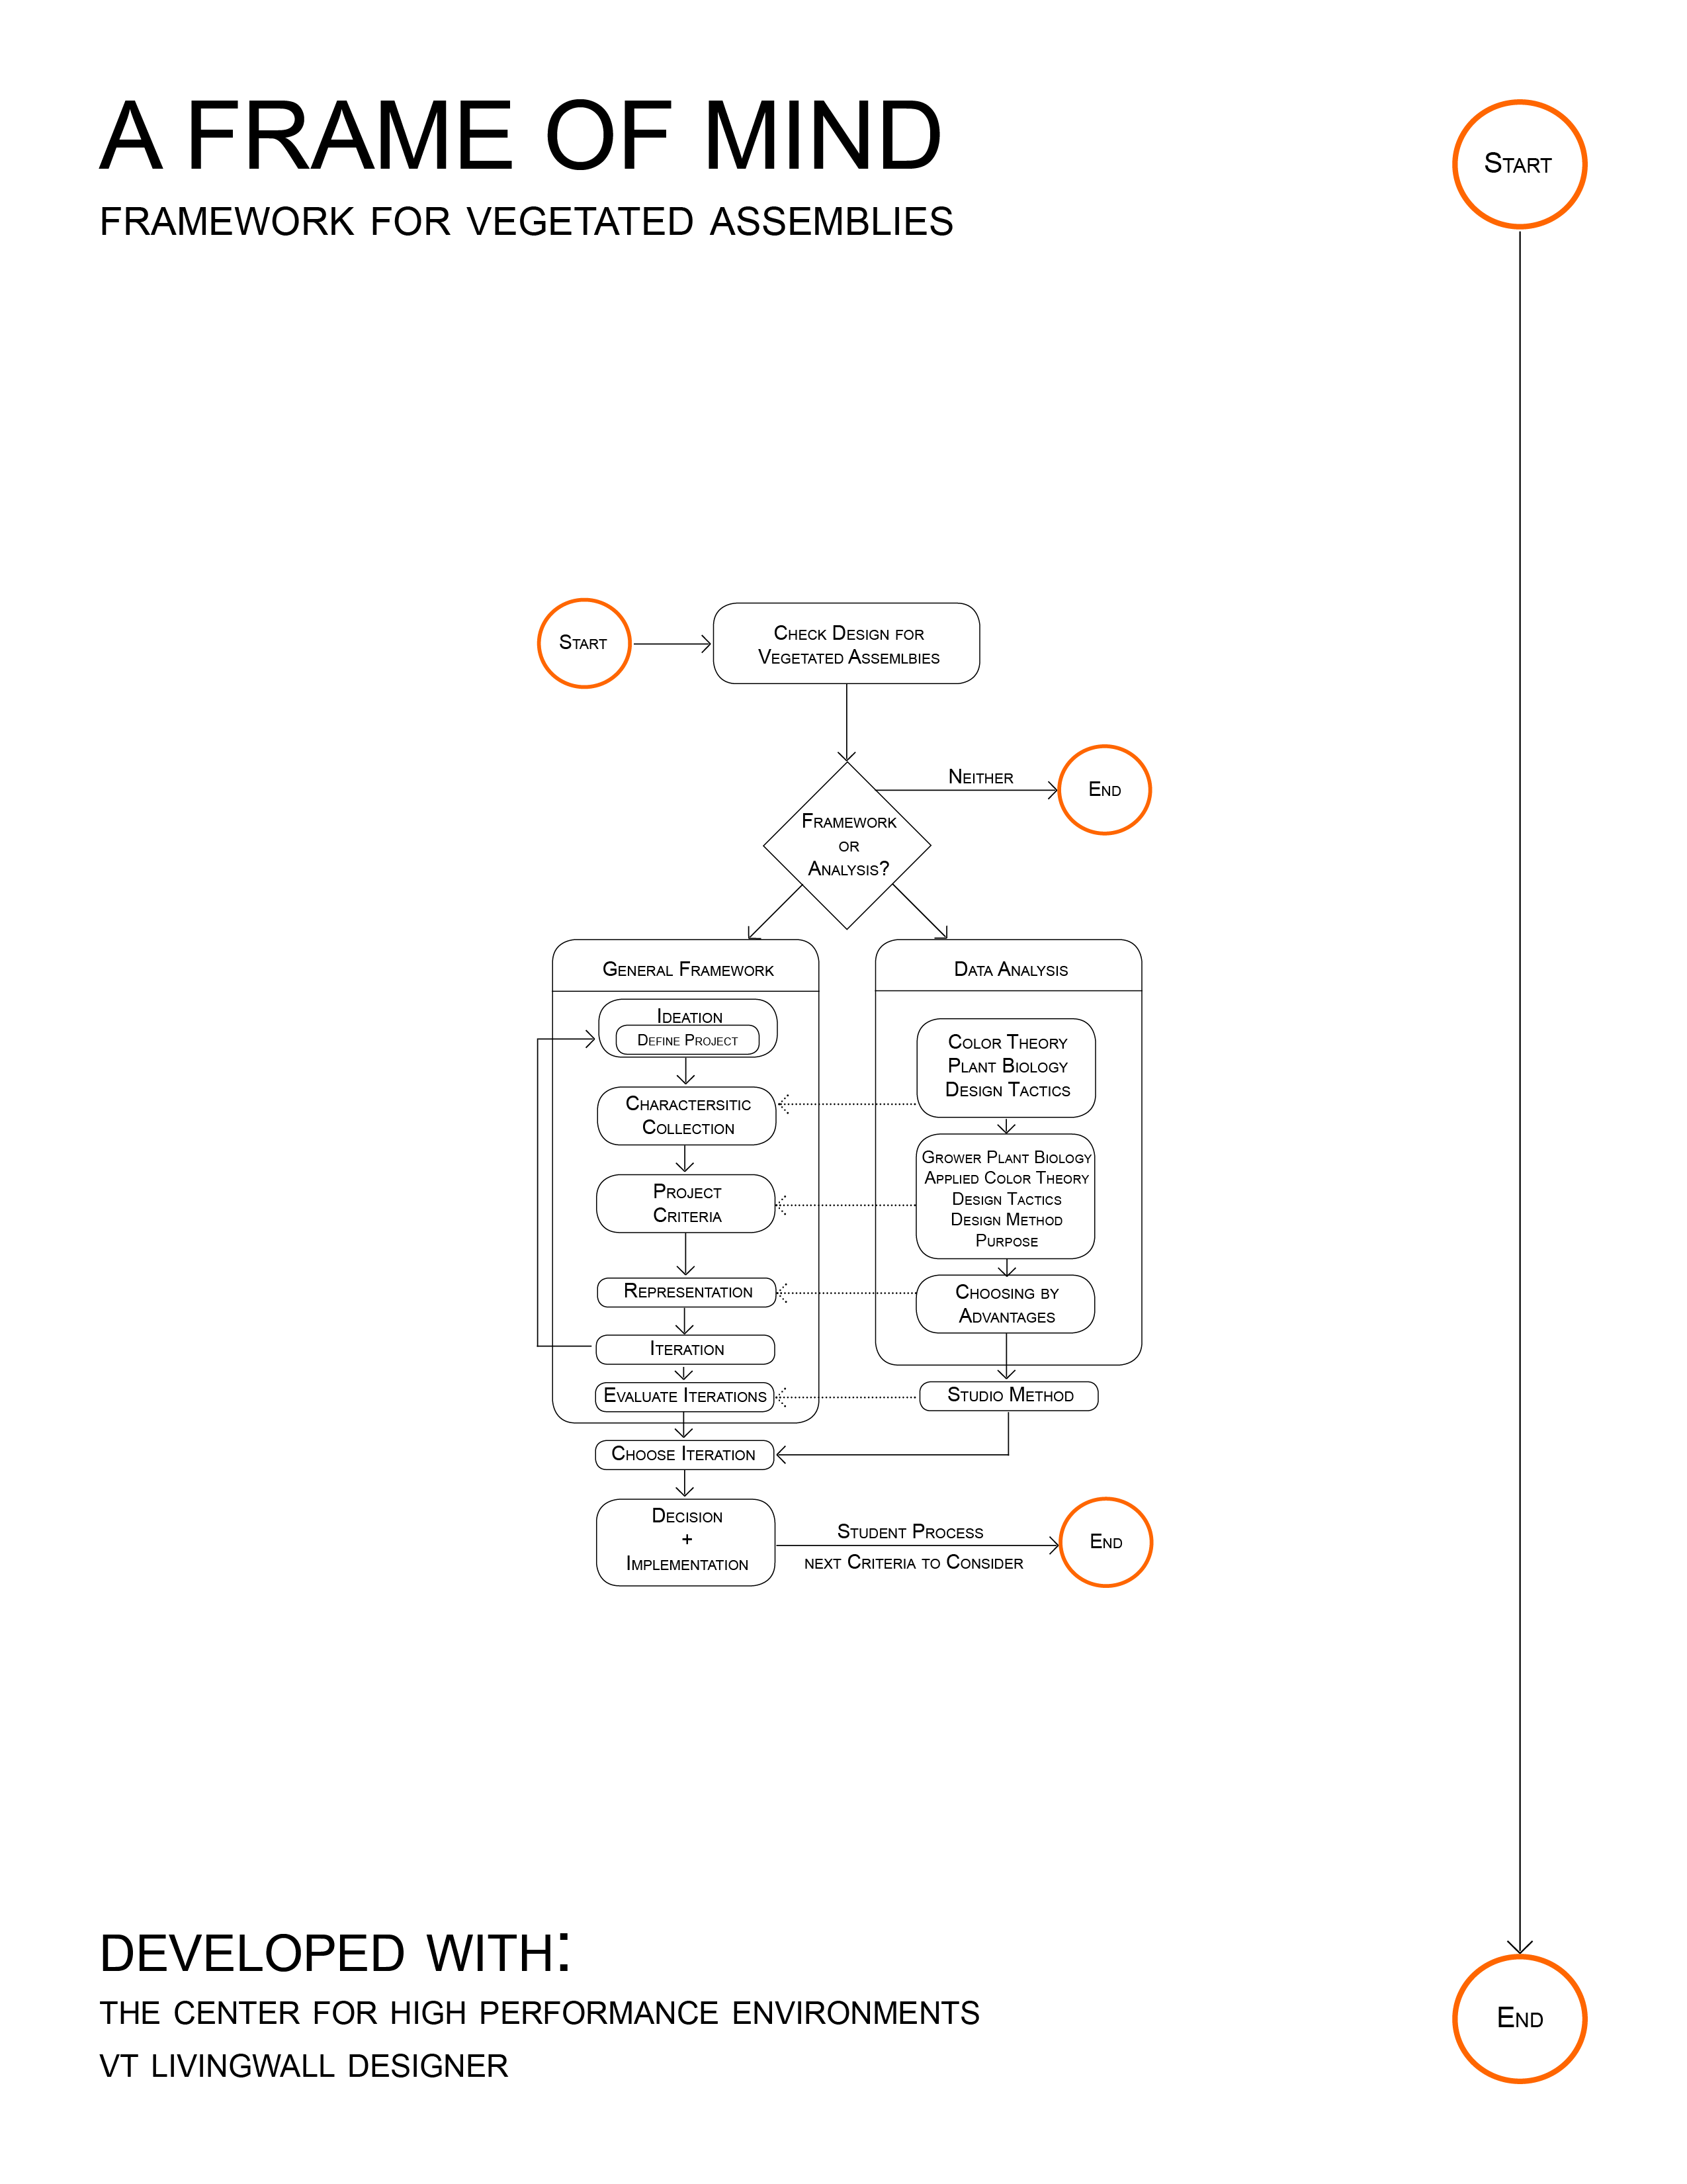 A FRAME OF MIND
FRAMEWORK FOR VEGETATED ASSEMBLIES
START
START
CHECK DESIGN FOR
VEGETATED ASSEMLBIES
NEITHER
END
FRAMEWORK
OR
ANALYSIS?
GENERAL FRAMEWORK
IDEATION
DEFINE PROJECT
CHARACTERSITIC
COLLECTION
PROJECT
CRITERIA
REPRESENTATION
ITERATION
EVALUATE ITERATIONS
DATA ANALYSIS
COLOR THEORY
PLANT BIOLOGY
DESIGN TACTICS
GROWER PLANT BIOLOGY
APPLIED COLOR THEORY
DESIGN TACTICS
DESIGN METHOD
PURPOSE
CHOOSING BY
ADVANTAGES
STUDIO METHOD
CHOOSE ITERATION
DECISION
+
IMPLEMENTATION
STUDENT PROCESS
NEXT CRITERIA TO CONSIDER
END
DEVELOPED WITH:
THE CENTER FOR HIGH PERFORMANCE ENVIRONMENTS
VT LIVINGWALL DESIGNER
END